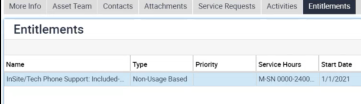 More Info Asset Team Contacts Attachments Service Requests Activities Entitlements
Entitlements
Name Type Priority Service Hours Start Date
InSite/Tech Phone Support: Included-... Non-Usage Based M-SN 0000-2400... 1/1/2021